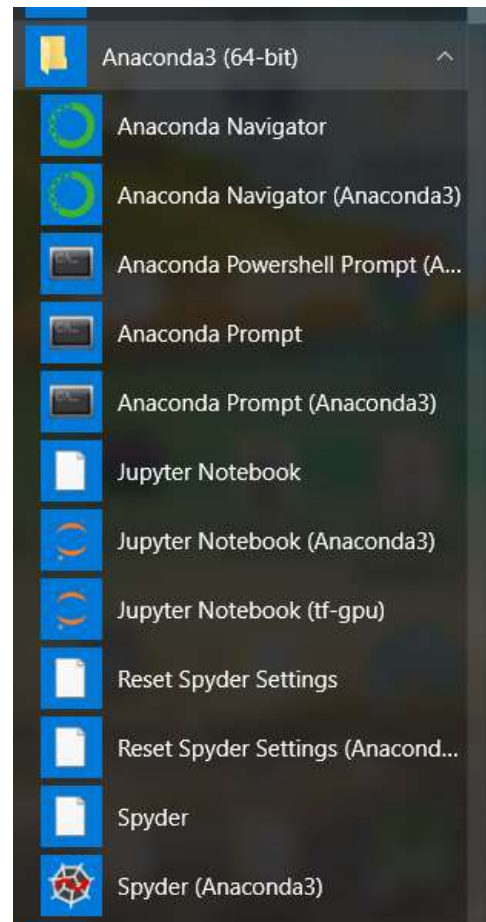 Anaconda3 (64-bit)
Anaconda Navigator
Anaconda Navigator (Anaconda3)
Anaconda Powershell Prompt (A...
Anaconda Prompt
Anaconda Prompt (Anaconda3)
Jupyter Notebook
Jupyter Notebook (Anaconda3)
Jupyter Notebook (tf-gpu)
Reset Spyder Settings
Reset Spyder Settings (Anacond...
Spyder
Spyder (Anaconda3)